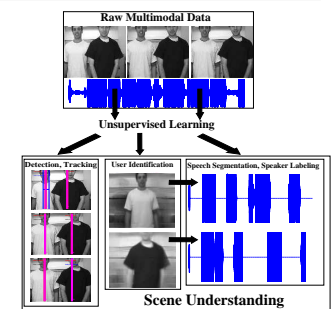 Raw Multimodal Data
Unsupervised Learning
Detection, Tracking
User Identification
Speech Segmentation, Speaker Labeling
Scene Understanding